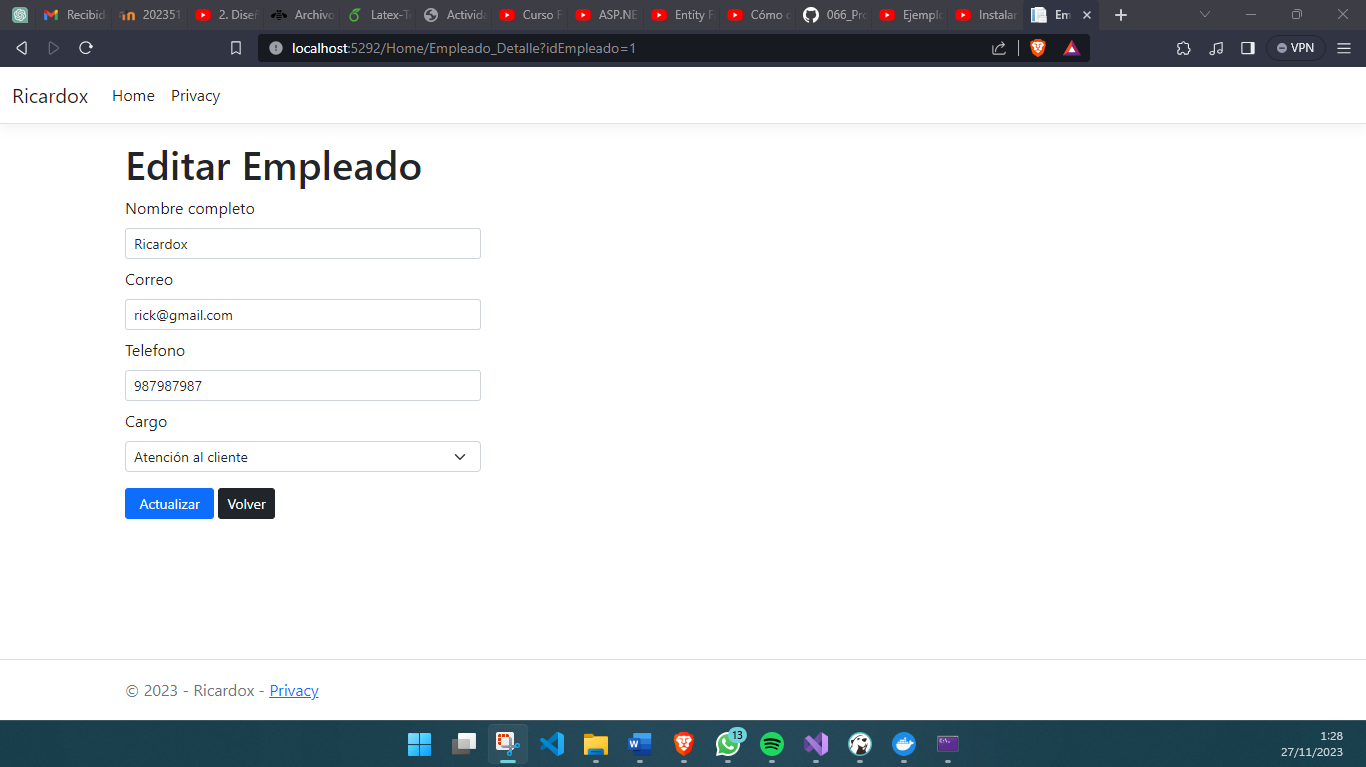 Recibid
202351
2. Diseñ
Archivo
Latex-T
Activida
Curso F
ASP.NE
Entity F
Cómo c
066_Pro
Ejemplo
Instalar
Em
localhost:5292/Home/Empleado_Detalle?idEmpleado=1
VPN
Ricardox Home Privacy
Editar Empleado
Nombre completo
Ricardox
Correo
rick@gmail.com
Telefono
987987987
Cargo
Atención al cliente
Actualizar Volver
© 2023 - Ricardox - Privacy
13
1:28
27/11/2023